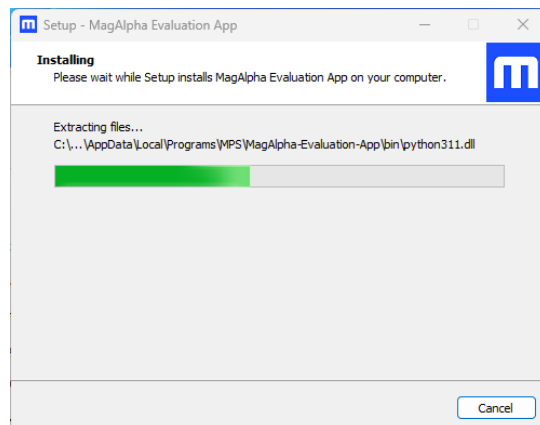 Setup - MagAlpha Evaluation App
Installing
Please wait while Setup installs MagAlpha Evaluation App on your computer.
Extracting files...
C:\...\AppData\Local\Programs\MPS\MagAlpha-Evaluation-App\bin\python311.dll
Cancel